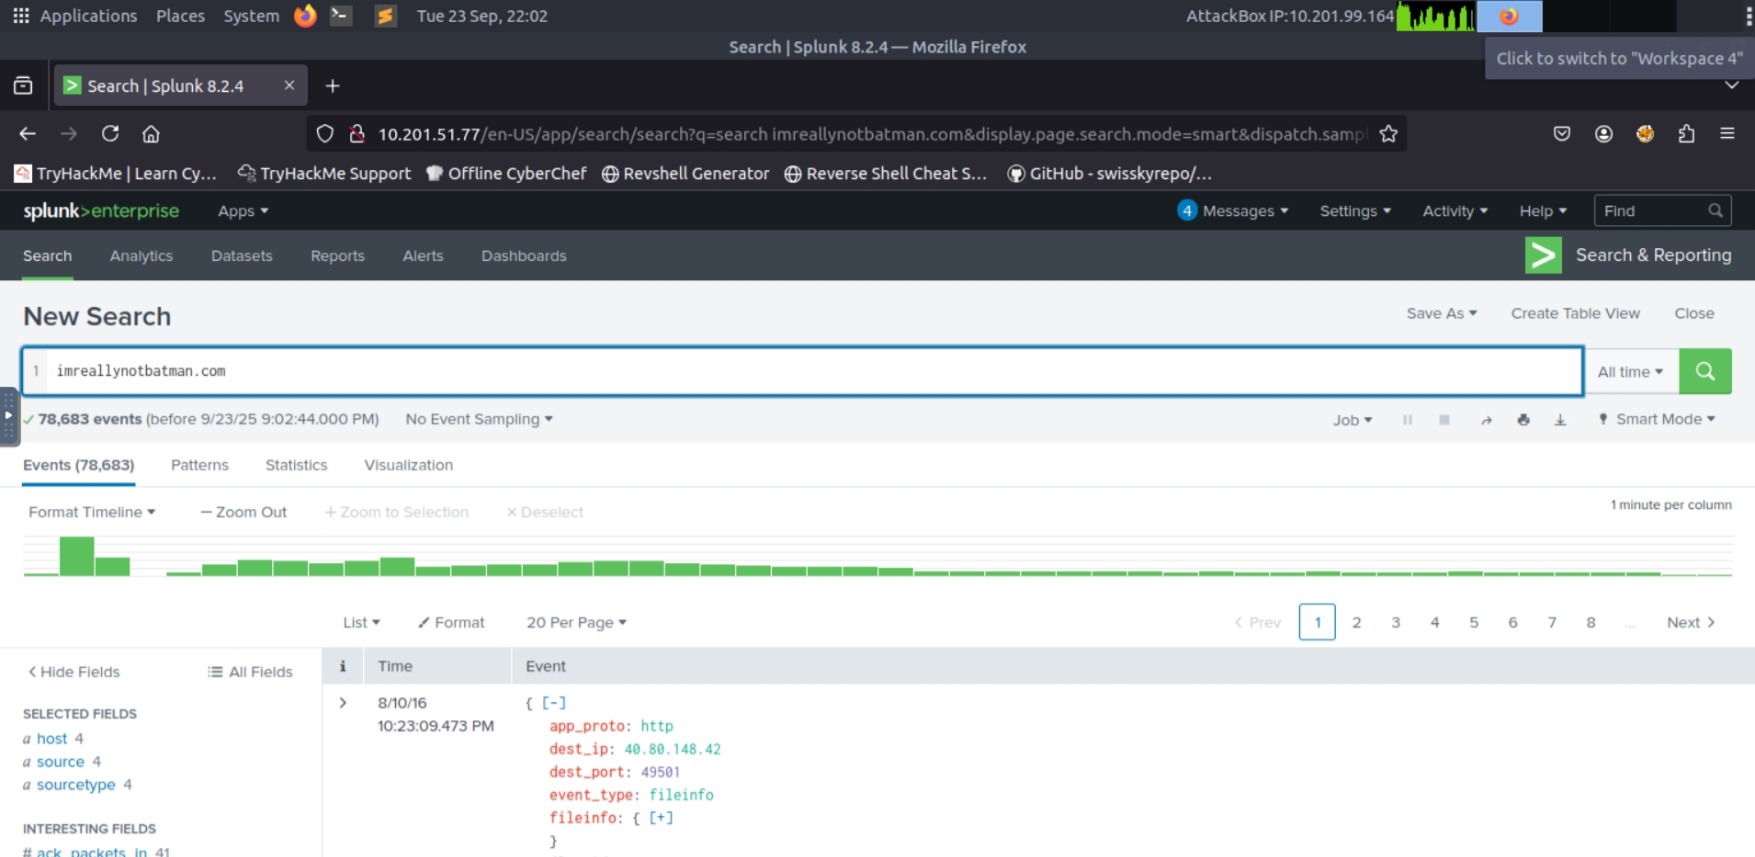 Applications Places System Tue 23 Sep, 22:02 AttackBox IP:10.201.99.164
Search | Splunk 8.2.4 — Mozilla Firefox
Click to switch to "Workspace 4"
Search | Splunk 8.2.4
10.201.51.77/en-US/app/search/search?q=search imreallynotbatman.com&display.page.search.mode=smart&dispatch.samp
TryHackMe | Learn Cy... TryHackMe Support Offline CyberChef Revshell Generator Reverse Shell Cheat S... GitHub - swisskyrepo/...
splunk>enterprise Apps 4 Messages Settings Activity Help Find
Search Analytics Datasets Reports Alerts Dashboards Search & Reporting
New Search Save As Create Table View Close
1 imreallynotbatman.com All time
78,683 events (before 9/23/25 9:02:44.000 PM) No Event Sampling Job Smart Mode
Events (78,683) Patterns Statistics Visualization
Format Timeline — Zoom Out + Zoom to Selection × Deselect 1 minute per column
List Format 20 Per Page < Prev 1 2 3 4 5 6 7 8 ... Next >
< Hide Fields All Fields i Time Event
SELECTED FIELDS
a host 4
a source 4
a sourcetype 4
INTERESTING FIELDS
# ack_packets_in 41
> 8/10/16
10:23:09.473 PM
{ [-]
app_proto: http
dest_ip: 40.80.148.42
dest_port: 49501
event_type: fileinfo
fileinfo: { [+]
}